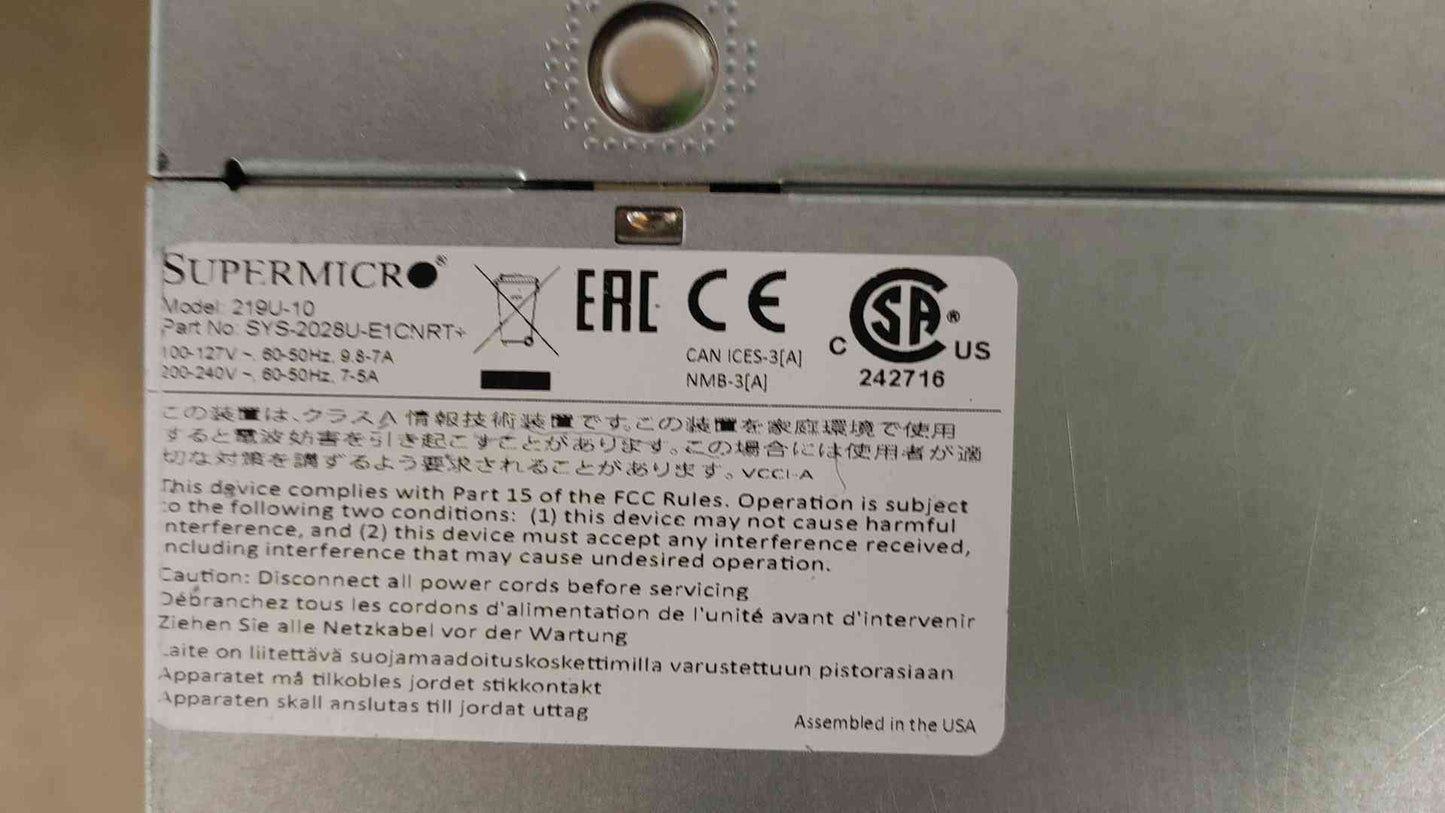 SUPERMICRO®
Model: 219U-10
Part No: SYS-2028U-E1CNRT+
100-127V ~, 60-50Hz, 9.8-7A
200-240V ~, 60-50Hz, 7-5A
EAC CE
CAN ICES-3[A]
NMB-3[A]
C SA® US
242716
この装置は、クラスA情報技術装置です。この装置を家庭環境で使用
すると電波妨害を引き起こすことがあります。この場合には使用者が適
切な対策を講ずるよう要求されることがあります。VCCI-A
This device complies with Part 15 of the FCC Rules. Operation is subject
to the following two conditions: (1) this device may not cause harmful
nterference, and (2) this device must accept any interference received,
ncluding interference that may cause undesired operation.
Caution: Disconnect all power cords before servicing
Débranchez tous les cordons d'alimentation de l'unité avant d'intervenir
Ziehen Sie alle Netzkabel vor der Wartung
Laite on liitettävä suojamaadoituskoskettimilla varustettuun pistorasiaan
Apparatet må tilkobles jordet stikkontakt
Apparaten skall anslutas till jordat uttag
Assembled in the USA